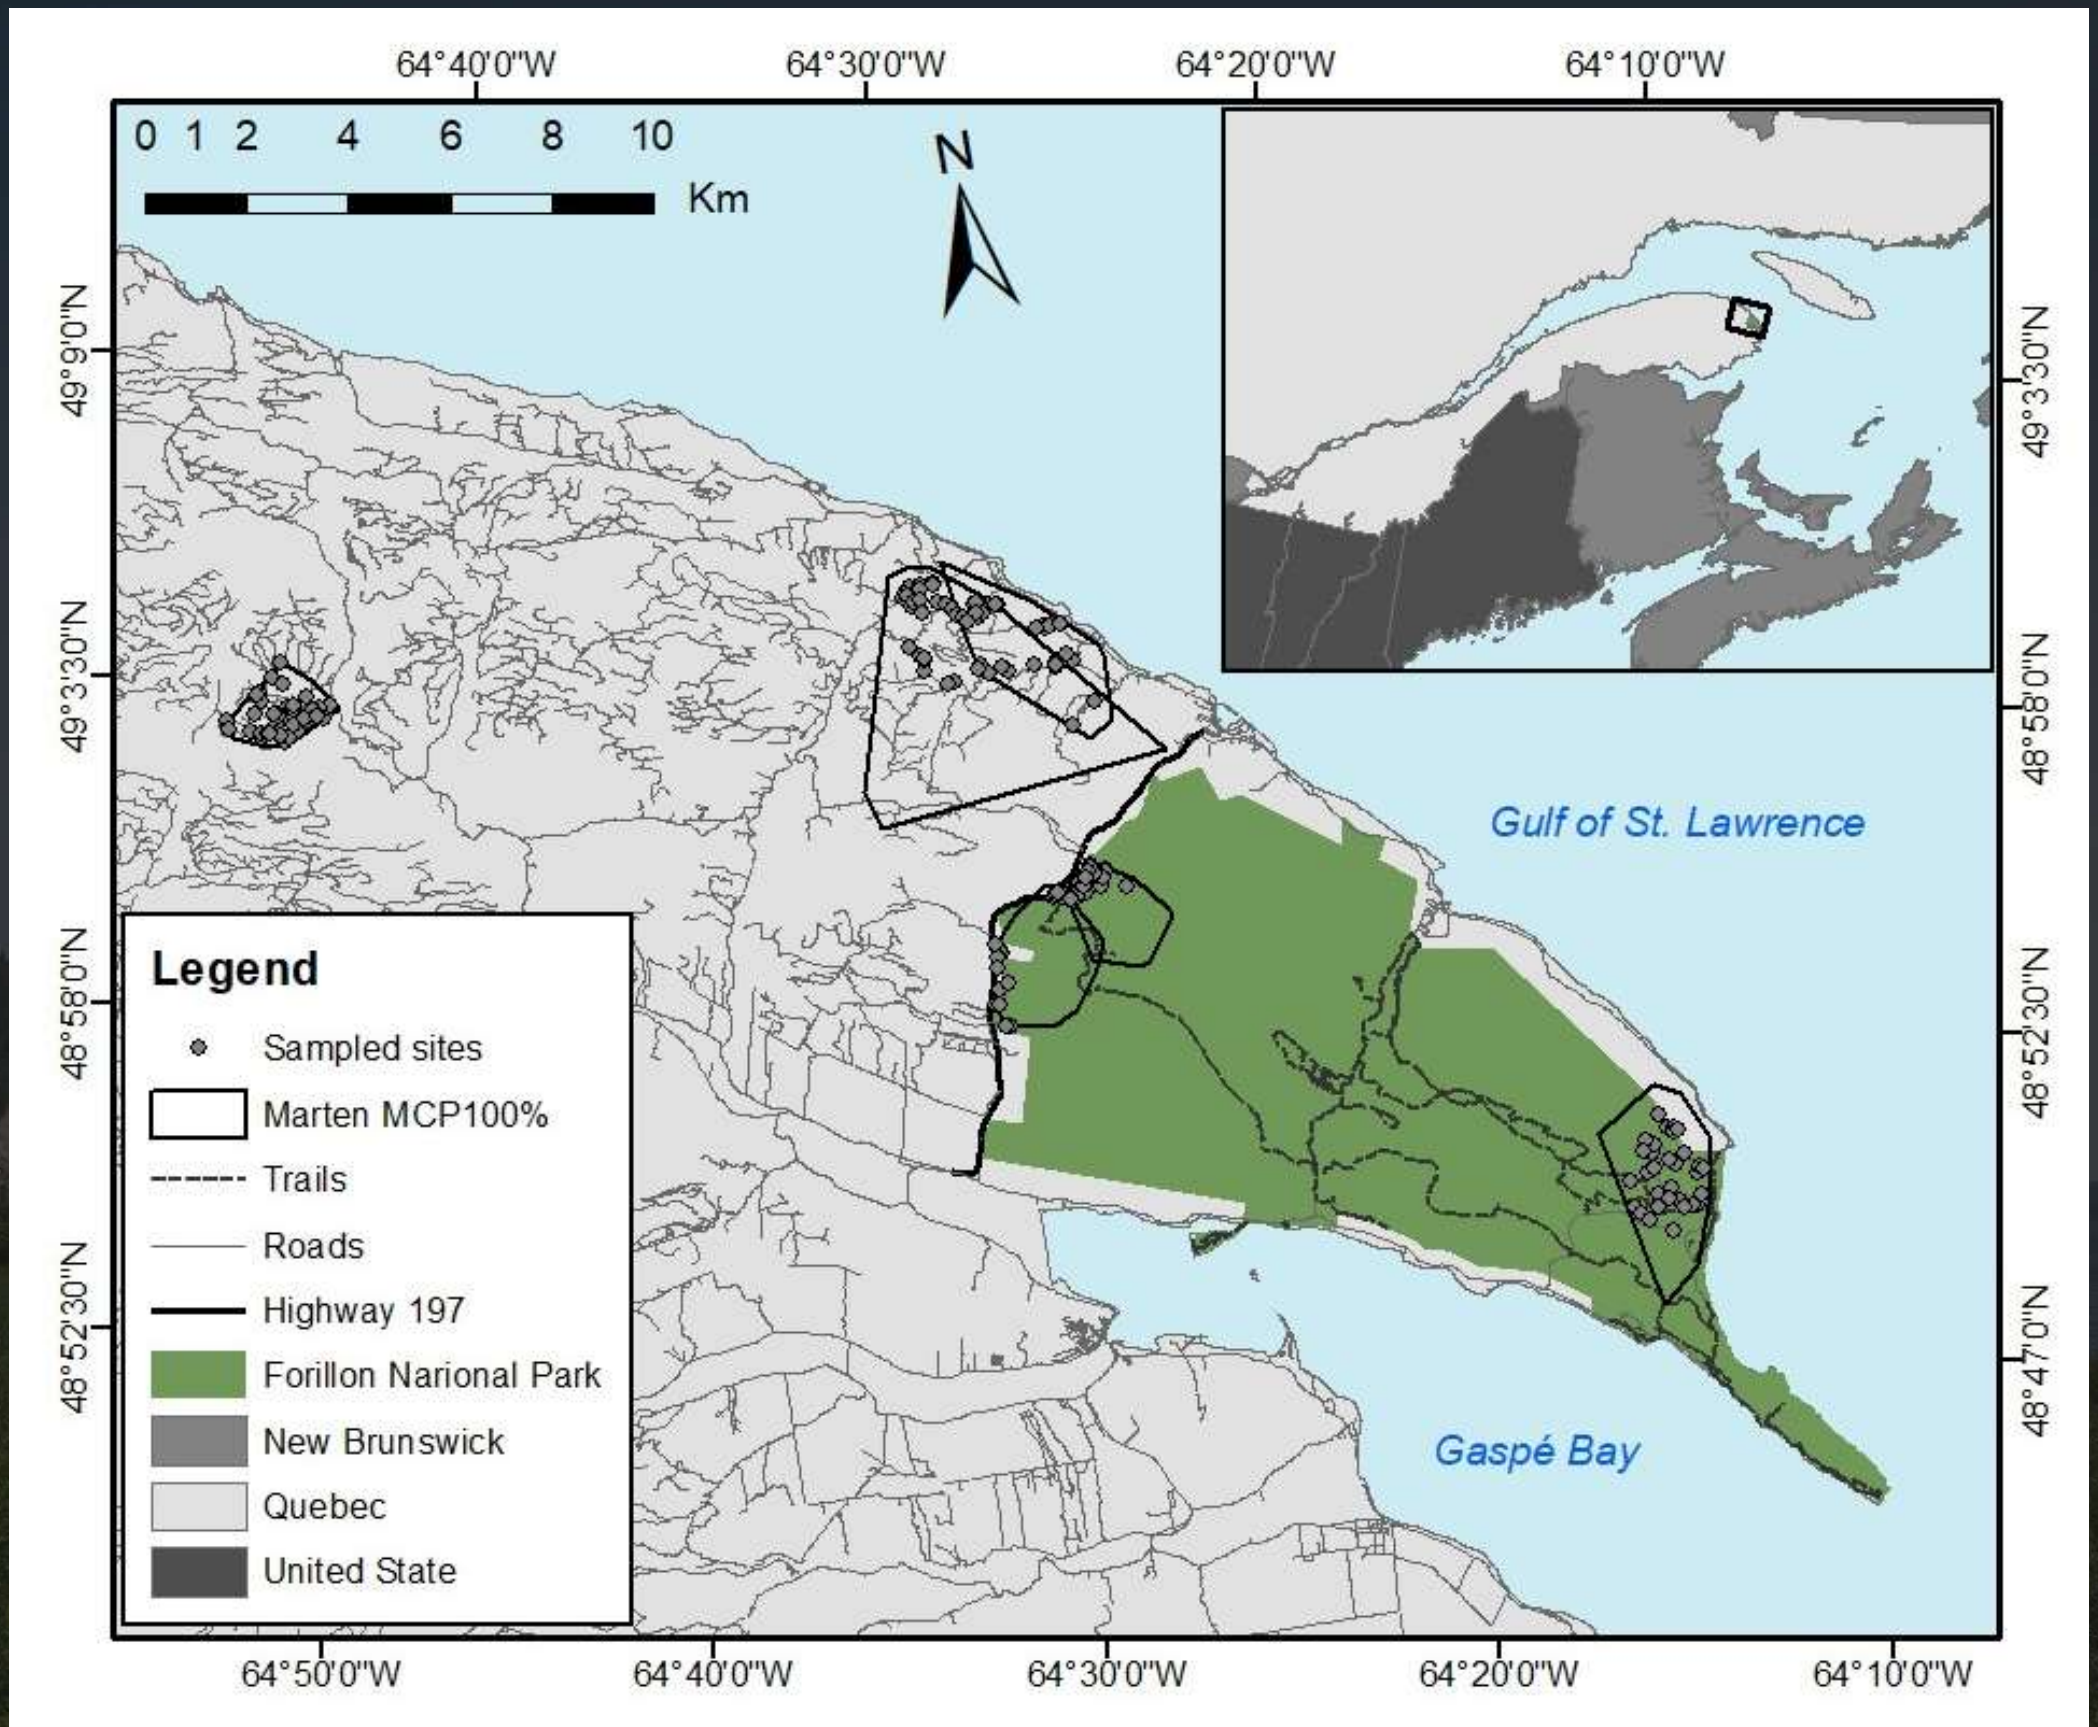 64°40'0"W 64°30'0"W 64°20'0"W 64°10'0"W
0 1 2 4 6 8 10
Km
N
49°9'0"N
49°3'30"N
48°58'0"N
48°52'30"N
49°3'30"N
48°58'0"N
48°52'30"N
48°47'0"N
Gulf of St. Lawrence
Gaspé Bay
Legend
Sampled sites
Marten MCP100%
Trails
Roads
Highway 197
Forillon Narional Park
New Brunswick
Quebec
United State
64°50'0"W 64°40'0"W 64°30'0"W 64°20'0"W 64°10'0"W